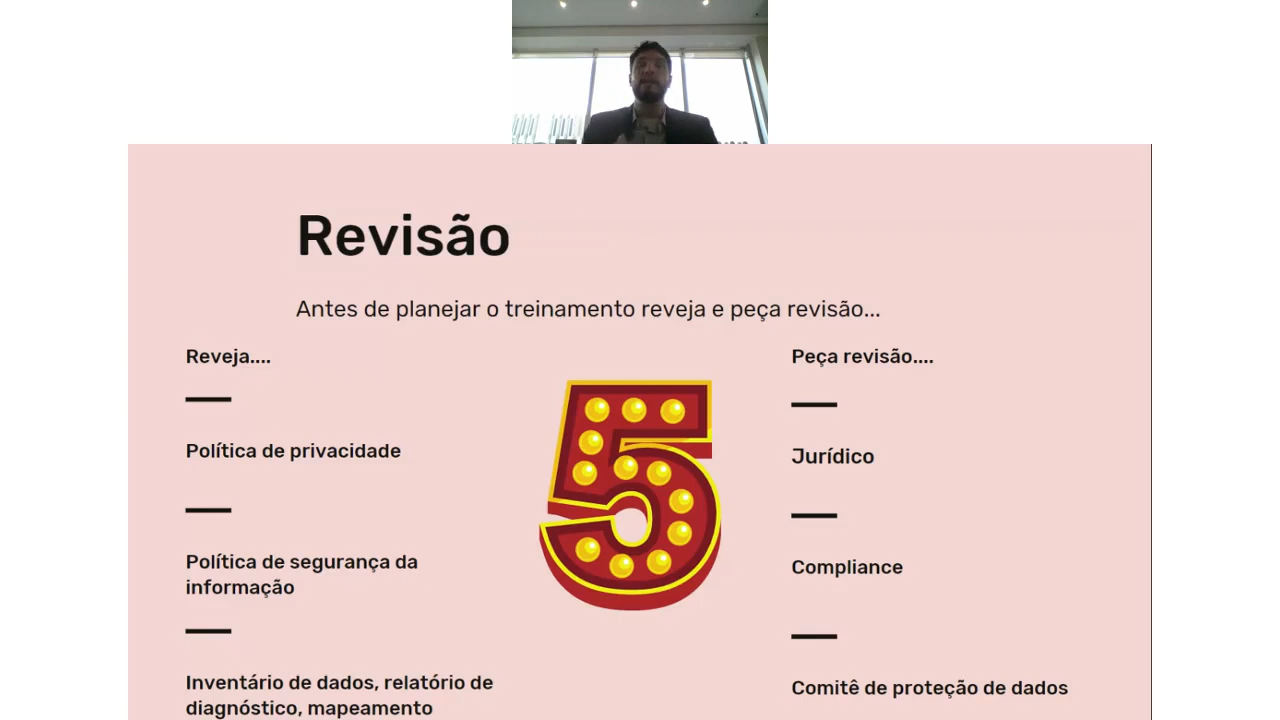 Revisão
Antes de planejar o treinamento reveja e peça revisão...
Reveja....
Política de privacidade
Política de segurança da
informação
Inventário de dados, relatório de
diagnóstico, mapeamento
5
Peça revisão....
Jurídico
Compliance
Comitê de proteção de dados